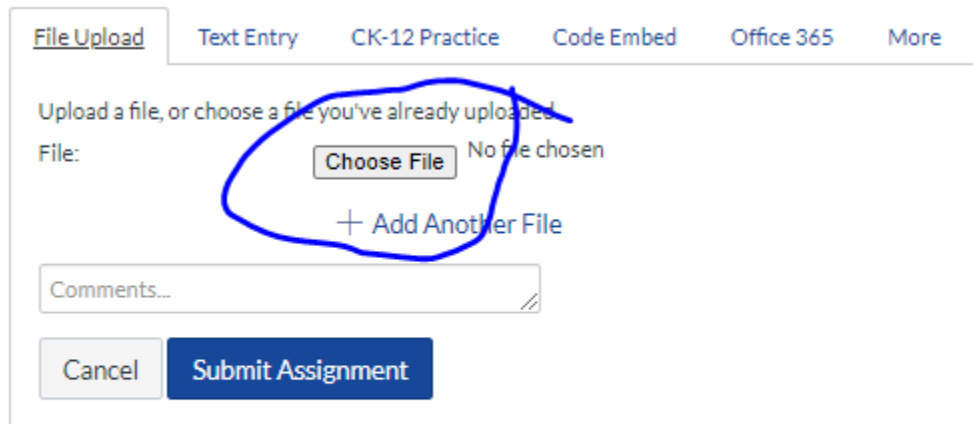 File Upload Text Entry CK-12 Practice Code Embed Office 365 More
Upload a file, or choose a file you've already uploaded.
File: Choose File No file chosen
+ Add Another File
Comments...
Cancel Submit Assignment